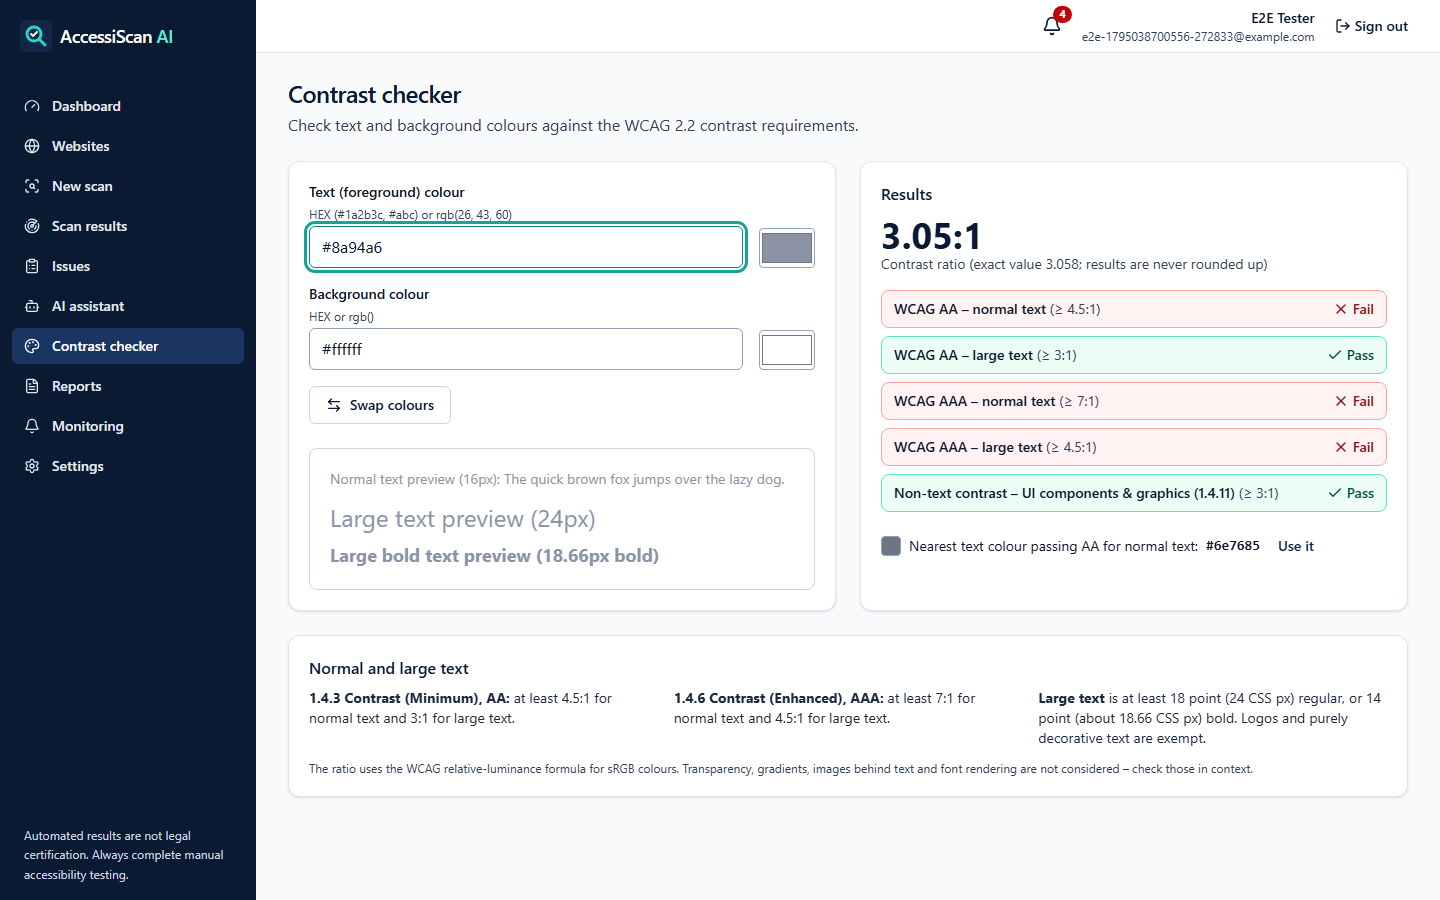 AccessiScan AI
4
E2E Tester
e2e-1795038700556-272833@example.com
Sign out
Dashboard
Websites
New scan
Scan results
Issues
AI assistant
Contrast checker
Reports
Monitoring
Settings
Automated results are not legal
certification. Always complete manual
accessibility testing.
Contrast checker
Check text and background colours against the WCAG 2.2 contrast requirements.
Text (foreground) colour
HEX (#1a2b3c, #abc) or rgb(26, 43, 60)
#8a94a6
Background colour
HEX or rgb()
#ffffff
Swap colours
Normal text preview (16px): The quick brown fox jumps over the lazy dog.
Large text preview (24px)
Large bold text preview (18.66px bold)
Results
3.05:1
Contrast ratio (exact value 3.058; results are never rounded up)
WCAG AA – normal text (≥ 4.5:1) Fail
WCAG AA – large text (≥ 3:1) Pass
WCAG AAA – normal text (≥ 7:1) Fail
WCAG AAA – large text (≥ 4.5:1) Fail
Non-text contrast – UI components & graphics (1.4.11) (≥ 3:1) Pass
Nearest text colour passing AA for normal text: #6e7685 Use it
Normal and large text
1.4.3 Contrast (Minimum), AA: at least 4.5:1 for
normal text and 3:1 for large text.
1.4.6 Contrast (Enhanced), AAA: at least 7:1 for
normal text and 4.5:1 for large text.
Large text is at least 18 point (24 CSS px) regular, or 14
point (about 18.66 CSS px) bold. Logos and purely
decorative text are exempt.
The ratio uses the WCAG relative-luminance formula for sRGB colours. Transparency, gradients, images behind text and font rendering are not considered – check those in context.